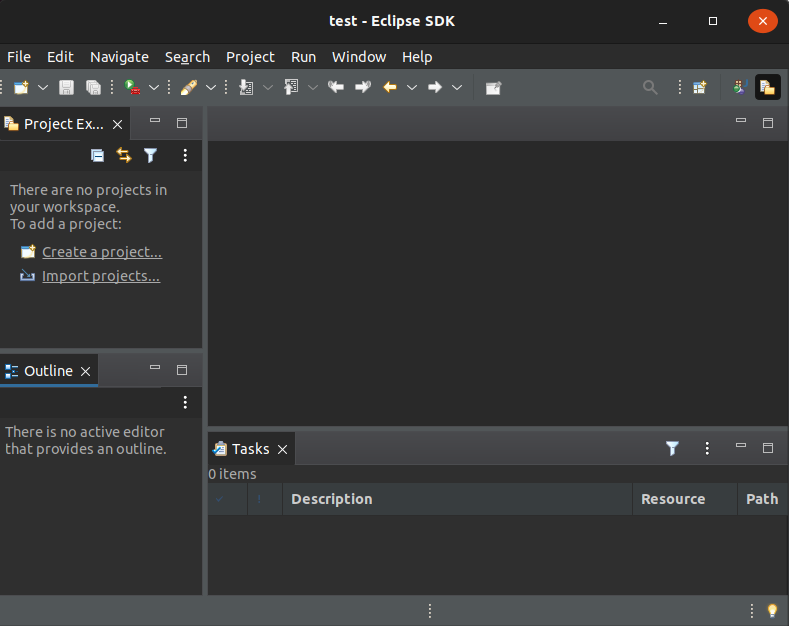 test - Eclipse SDK
File Edit Navigate Search Project Run Window Help
Project Ex...
There are no projects in
your workspace.
To add a project:
Create a project...
Import projects...
Outline
There is no active editor
that provides an outline.
Tasks
0 items
! Description Resource Path